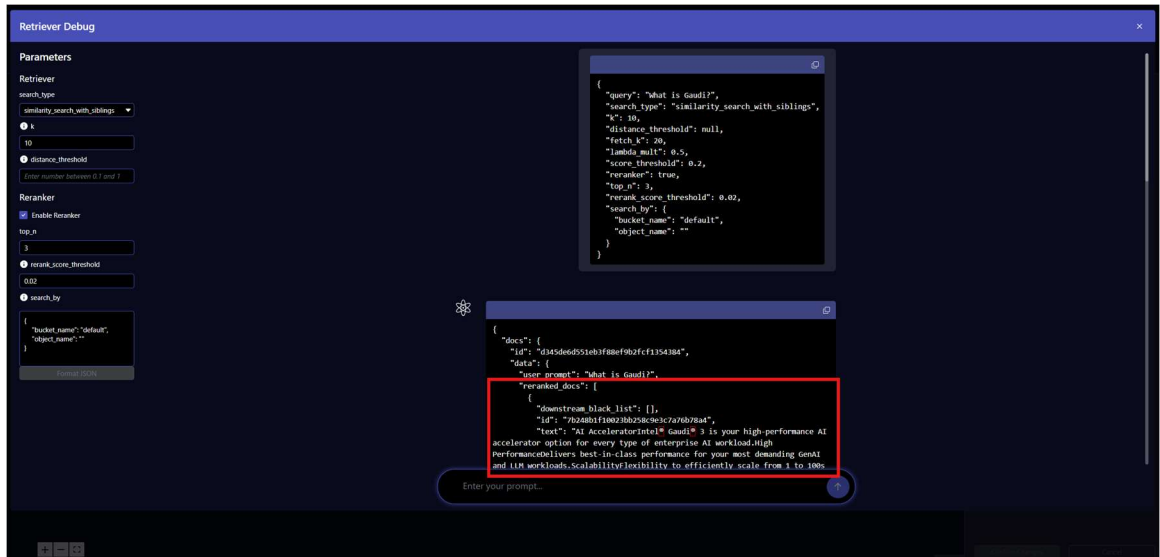 Retriever Debug
×
Parameters
Retriever
search_type
similarity_search_with_siblings
k
10
distance_threshold
Enter number between 0.1 and 1
Reranker
Enable Reranker
top_n
3
rerank_score_threshold
0.02
search_by
{
"bucket_name": "default",
"object_name": ""
}
Format JSON
{
"query": "What is Gaudi?",
"search_type": "similarity_search_with_siblings",
"k": 10,
"distance_threshold": null,
"fetch_k": 20,
"lambda_mult": 0.5,
"score_threshold": 0.2,
"reranker": true,
"top_n": 3,
"rerank_score_threshold": 0.02,
"search_by": {
"bucket_name": "default",
"object_name": ""
}
}
{
"docs": {
"id": "d345de6d551eb3f88ef9b2fcf1354384",
"data": {
"user_prompt": "What is Gaudi?",
"reranked_docs": [
{
"downstream_black_list": [],
"id": "7b248b1f10023bb258c9e3c7a76b78a4",
"text": "AI AcceleratorIntel® Gaudi® 3 is your high-performance AI
accelerator option for every type of enterprise AI workload.High
PerformanceDelivers best-in-class performance for your most demanding GenAI
and LLM workloads.ScalabilityFlexibility to efficiently scale from 1 to 100s
Enter your prompt...